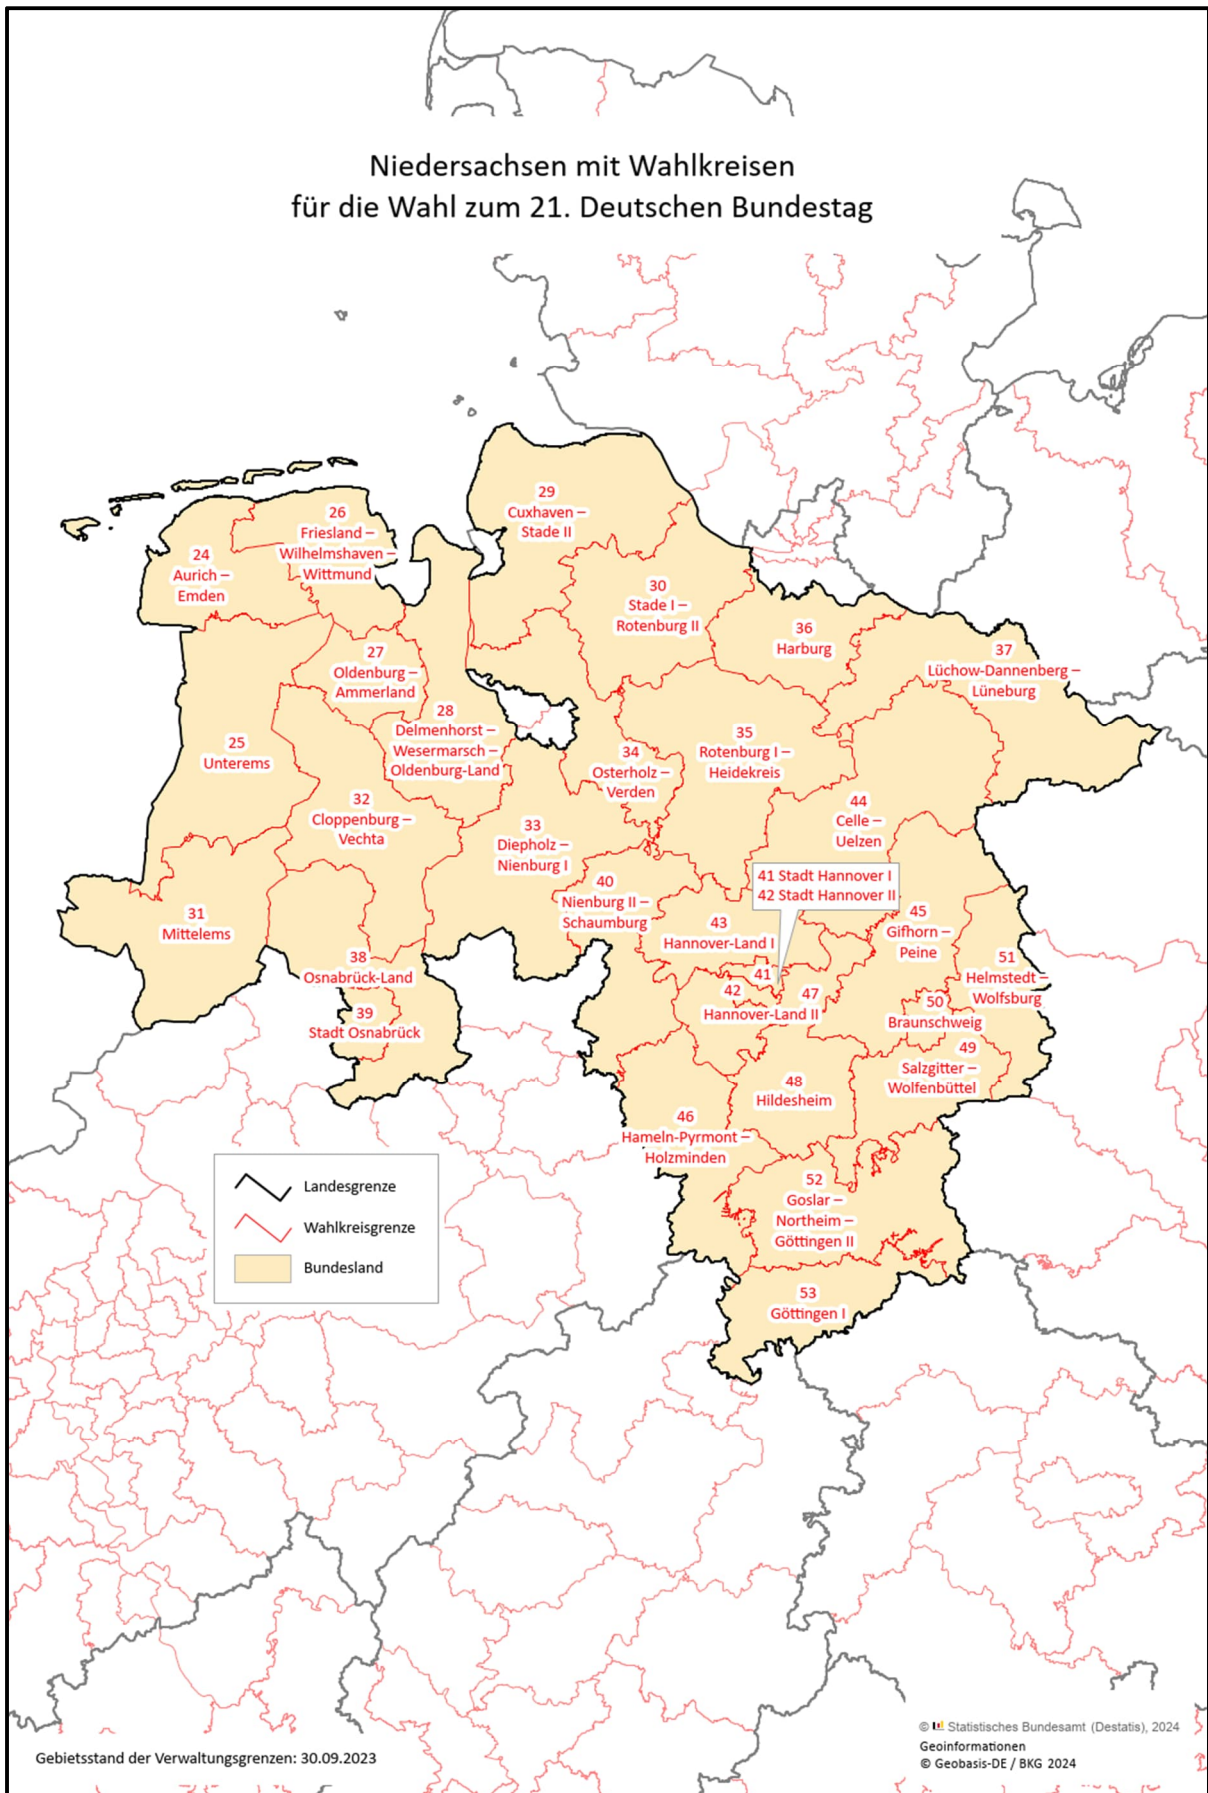 Niedersachsen mit Wahlkreisen
für die Wahl zum 21. Deutschen Bundestag
29
Cuxhaven –
Stade II
26
Friesland –
Wilhelmshaven –
Wittmund
24
Aurich –
Emden
30
Stade I –
Rotenburg II
36
Harburg
37
Lüchow-Dannenberg –
Lüneburg
27
Oldenburg –
Ammerland
28
Delmenhorst –
Wesermarsch –
Oldenburg-Land
25
Unterems
34
Osterholz –
Verden
35
Rotenburg I –
Heidekreis
32
Cloppenburg –
Vechta
33
Diepholz –
Nienburg I
44
Celle –
Uelzen
41 Stadt Hannover I
42 Stadt Hannover II
40
Nienburg II –
Schaumburg
31
Mittelems
43
Hannover-Land I
45
Gifhorn –
Peine
38
Osnabrück-Land
51
Helmstedt –
Wolfsburg
41
42
47
Hannover-Land II
39
Stadt Osnabrück
50
Braunschweig
49
Salzgitter –
Wolfenbüttel
48
Hildesheim
46
Hameln-Pyrmont –
Holzminden
52
Goslar –
Northeim –
Göttingen II
53
Göttingen I
Landesgrenze
Wahlkreisgrenze
Bundesland
© Statistisches Bundesamt (Destatis), 2024
Geoinformationen
© Geobasis-DE / BKG 2024
Gebietsstand der Verwaltungsgrenzen: 30.09.2023